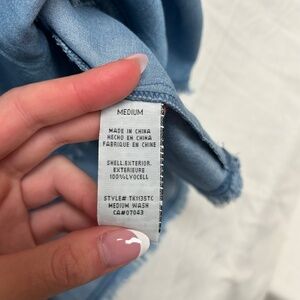 MEDIUM
MADE IN CHINA
HECHO EN CHINA
FABRIQUE EN CHINE
SHELL.EXTERIOR.
EXTERIEURE
100%LYOCELL
STYLE# TK1135TC
MEDIUM WASH
CA#07043